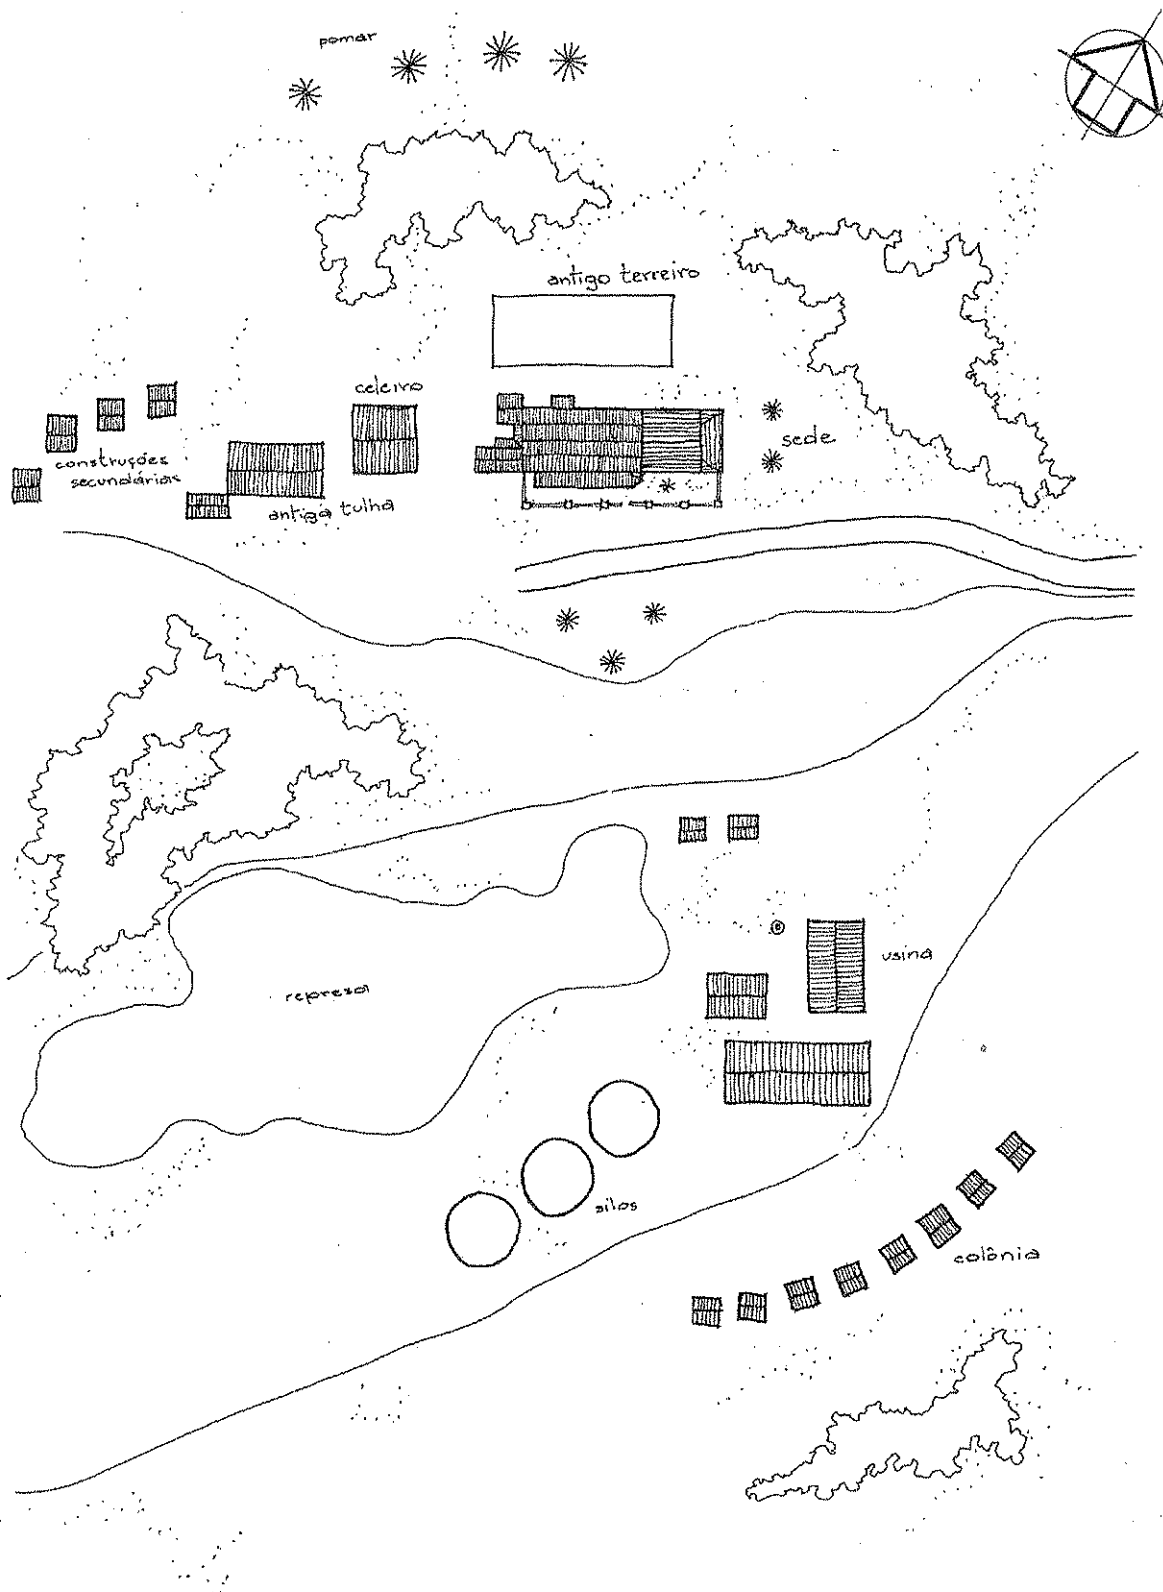 pomar
antigo terreiro
celeiro
sede
construções
secundárias
antiga tulha
usina
represa
silos
colônia